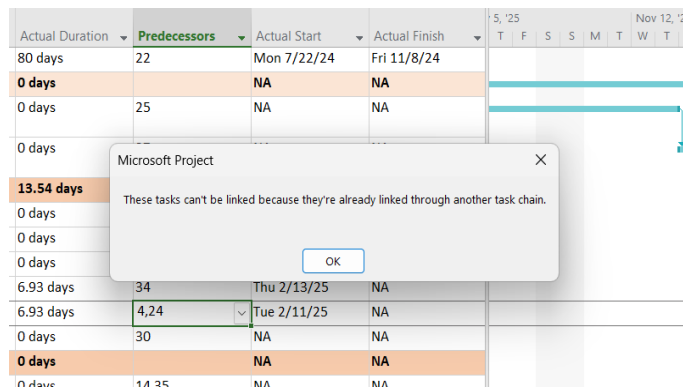 5, '25 Nov 12, '2
Actual Duration Predecessors Actual Start Actual Finish T F S S M T W T
80 days 22 Mon 7/22/24 Fri 11/8/24
0 days NA NA
0 days 25 NA NA
0 days
Microsoft Project
13.54 days
These tasks can't be linked because they're already linked through another task chain.
0 days
0 days
0 days
OK
6.93 days 34 Thu 2/13/25 NA
6.93 days 4,24 Tue 2/11/25 NA
0 days 30 NA NA
0 days NA NA
0 days 14,35 NA NA